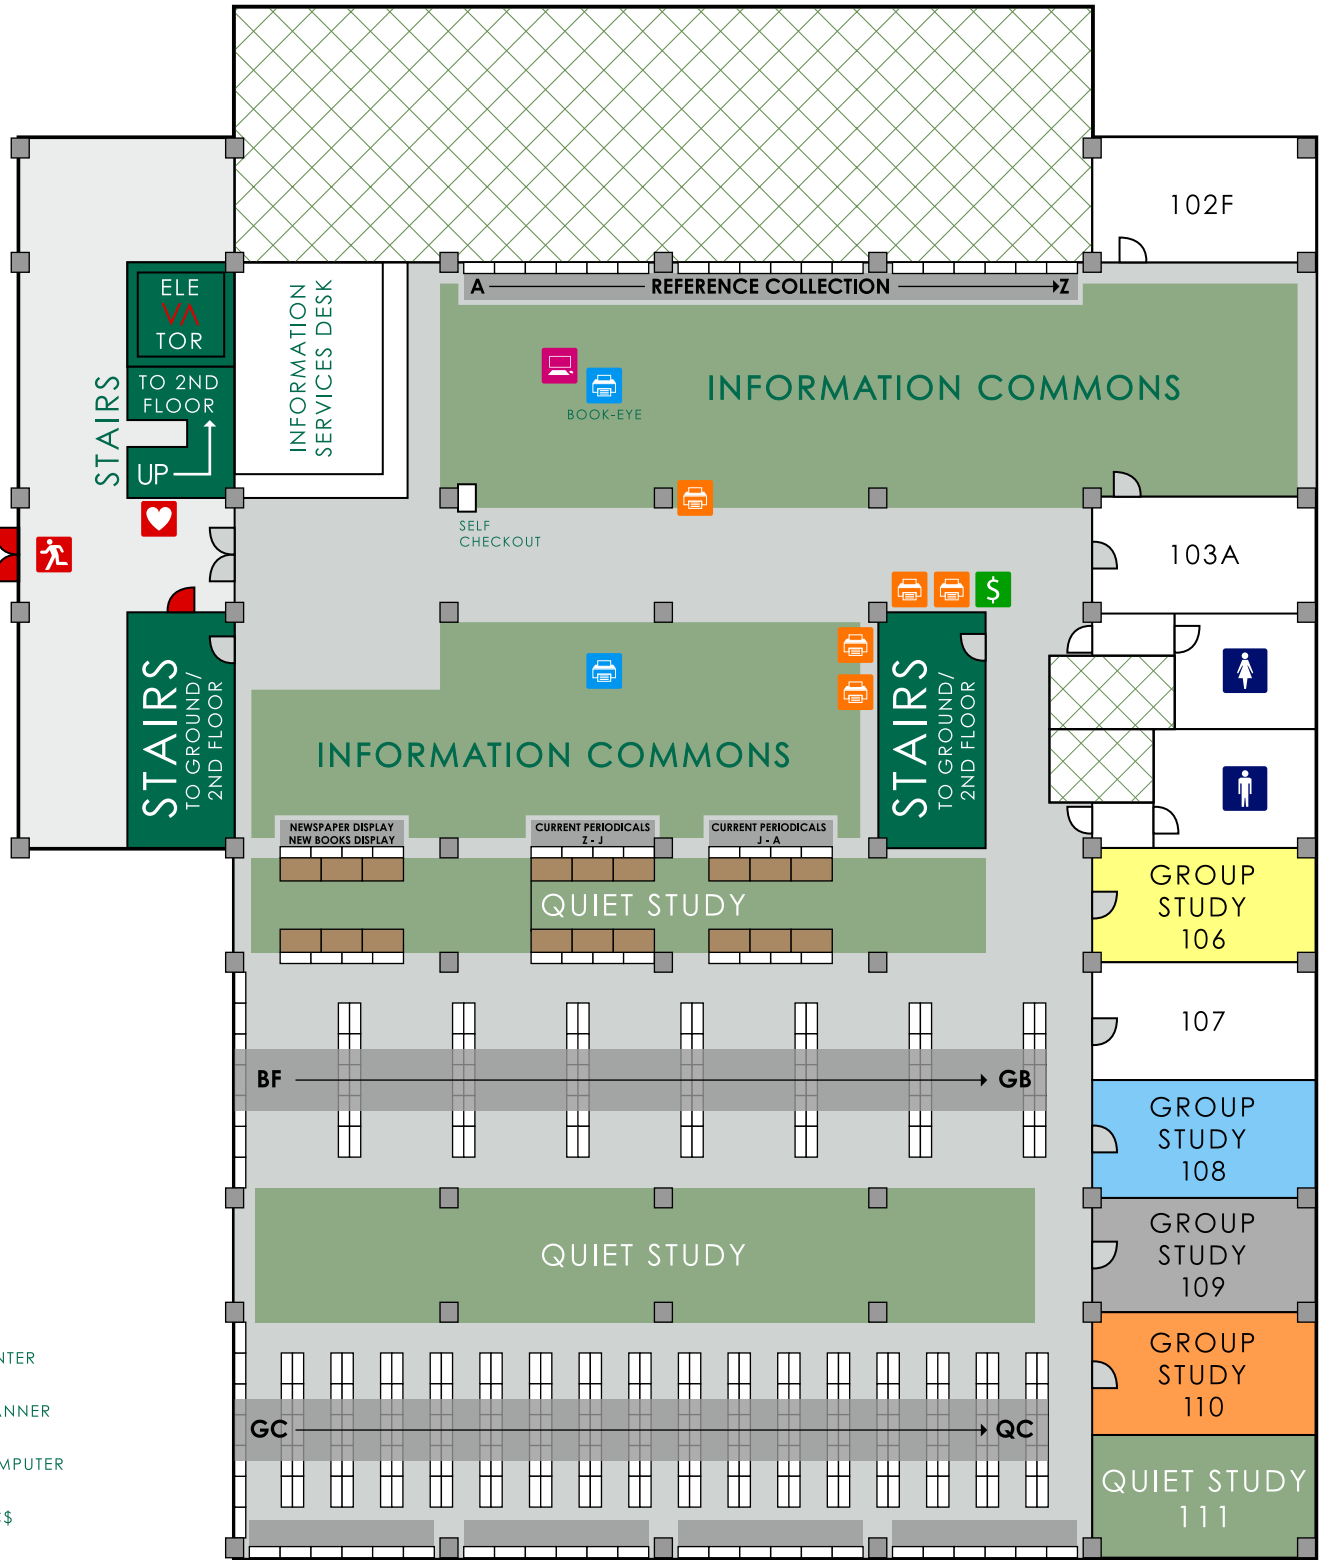 102F
ELE
VA
TOR
TO 2ND
FLOOR
UP
STAIRS
INFORMATION
SERVICES DESK
A REFERENCE COLLECTION Z
INFORMATION COMMONS
BOOK-EYE
SELF
CHECKOUT
103A
$
STAIRS
TO GROUND/
2ND FLOOR
INFORMATION COMMONS
STAIRS
TO GROUND/
2ND FLOOR
NEWSPAPER DISPLAY
NEW BOOKS DISPLAY
CURRENT PERIODICALS
Z - J
CURRENT PERIODICALS
J - A
QUIET STUDY
GROUP
STUDY
106
107
BF GB
GROUP
STUDY
108
QUIET STUDY
GROUP
STUDY
109
GROUP
STUDY
110
GC QC
QUIET STUDY
111
NTER
ANNER
MPUTER
$